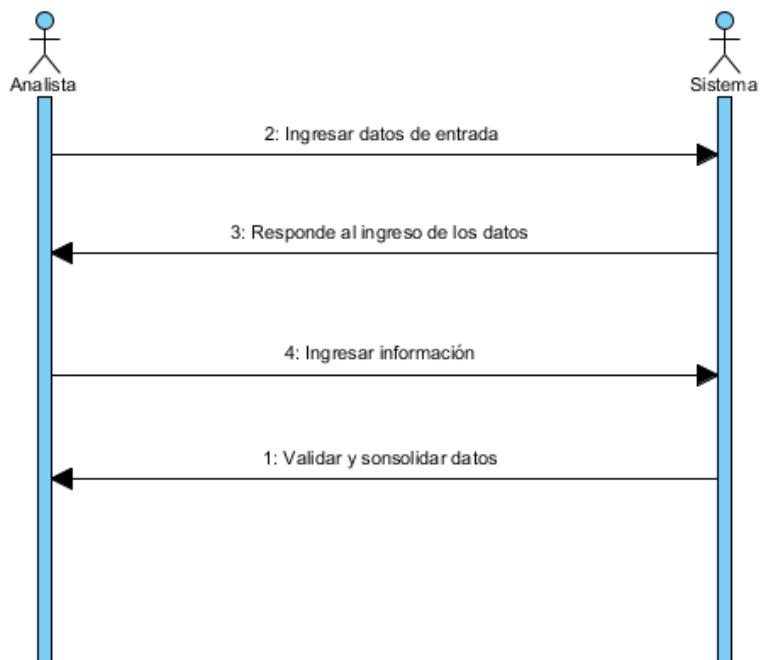 Analista
Sistema
2: Ingresar datos de entrada
3: Responde al ingreso de los datos
4: Ingresar información
1: Validar y sonsolidar datos